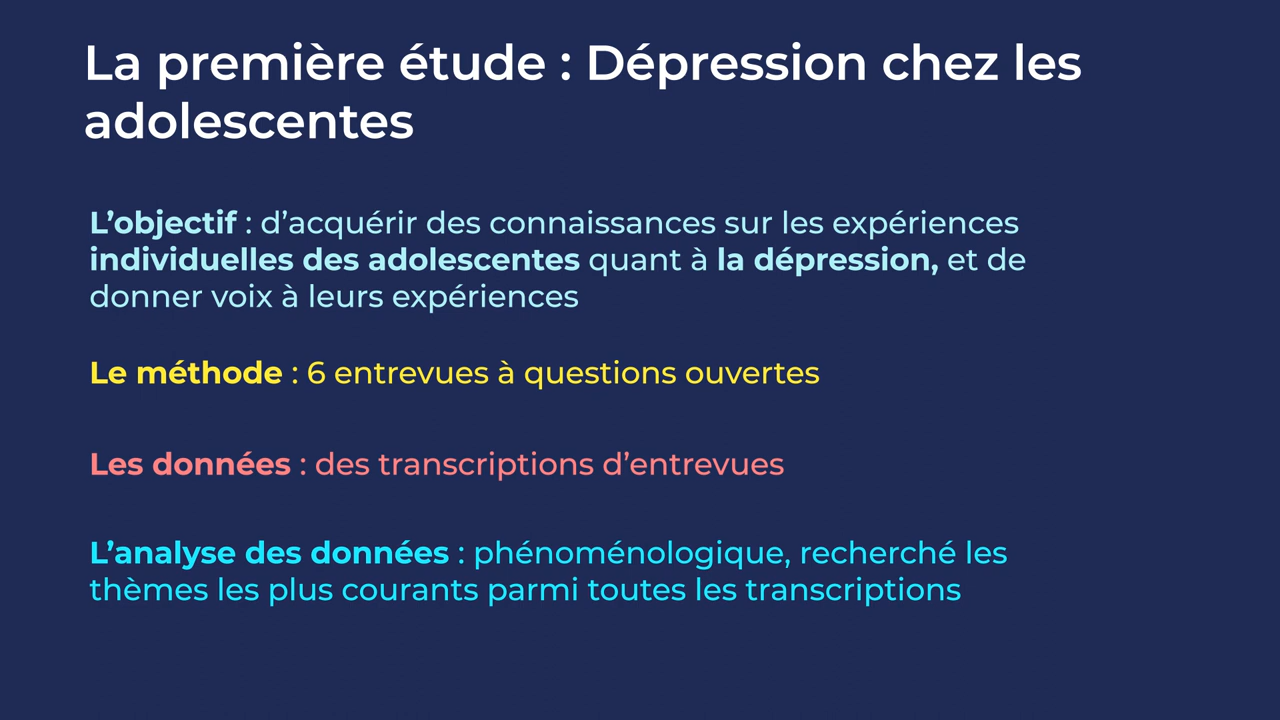 La première étude : Dépression chez les
adolescentes
L’objectif : d’acquérir des connaissances sur les expériences
individuelles des adolescentes quant à la dépression, et de
donner voix à leurs expériences
Le méthode : 6 entrevues à questions ouvertes
Les données : des transcriptions d’entrevues
L’analyse des données : phénoménologique, recherché les
thèmes les plus courants parmi toutes les transcriptions